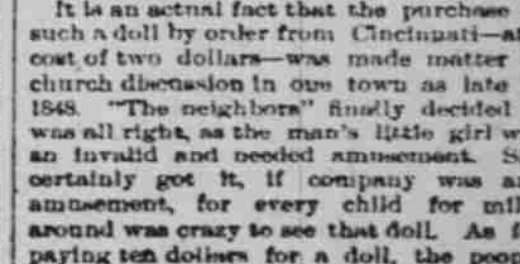 It is an actual fact that the purchase
such a doll by order from Cincinnati—at
cost of two dollars—was made matter
church discussion in our town as late
1848. "The neighbors" finally decided
was all right, as the man's little girl w
an invalid and needed amusement. S
certainly got it, if company was a
amusement, for every child for mil
around was crazy to see that doll. As f
paying ten dollars for a doll, the peop